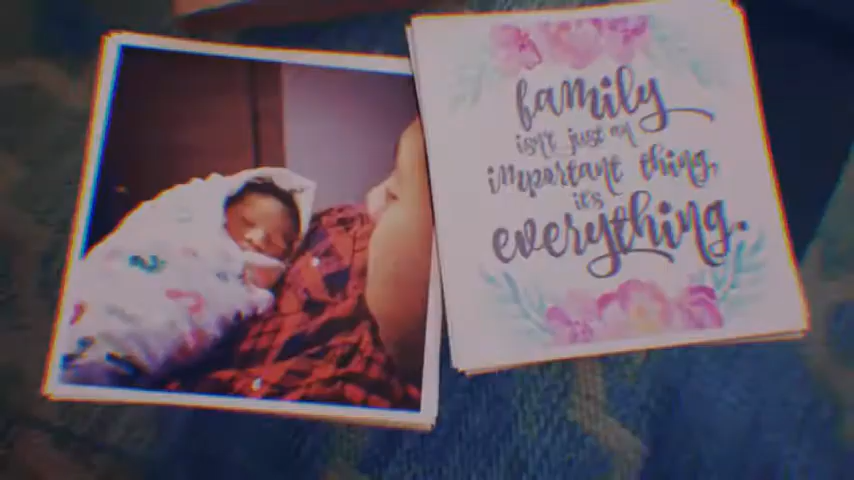 family
isn't just an
important thing,
it's
everything.